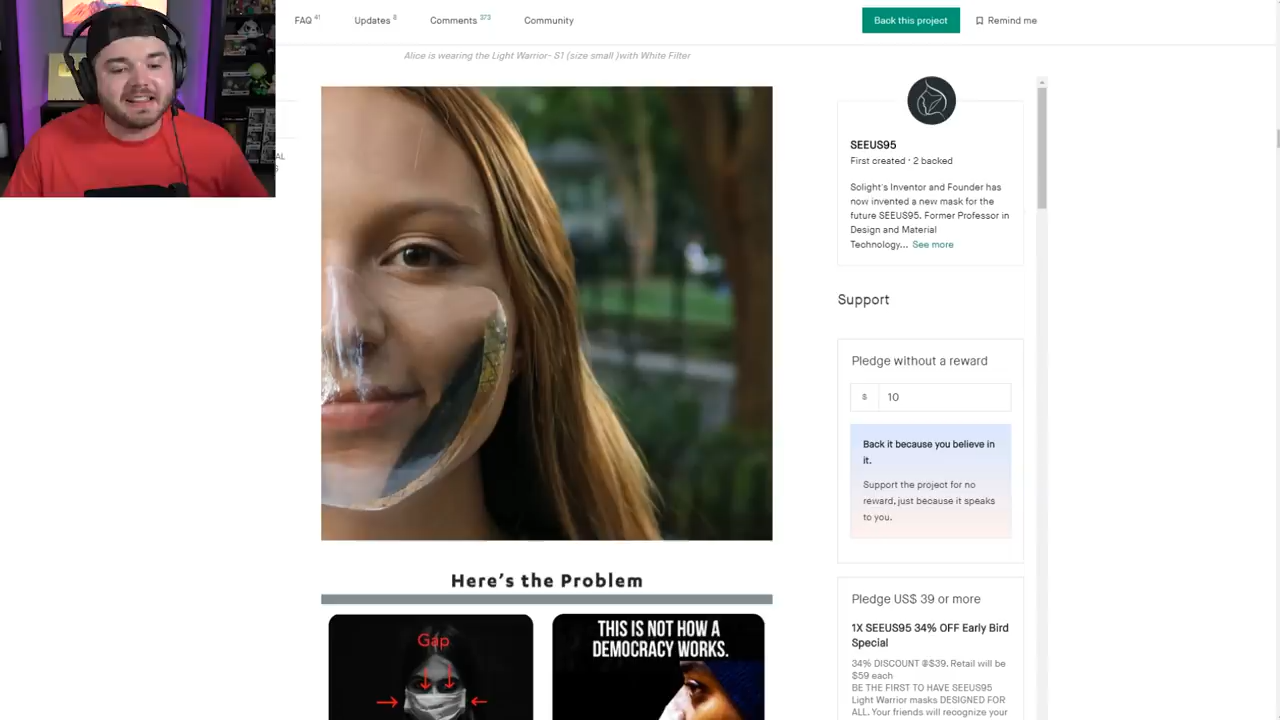 FAQ 41
Updates 8
Comments 373
Community
Back this project
Remind me
Alice is wearing the Light Warrior- S1 (size small )with White Filter
SEEUS95
First created · 2 backed
Solight's Inventor and Founder has
now invented a new mask for the
future SEEUS95. Former Professor in
Design and Material
Technology... See more
Support
Pledge without a reward
$ 10
Back it because you believe in
it.
Support the project for no
reward, just because it speaks
to you.
Here's the Problem
Gap
THIS IS NOT HOW A
DEMOCRACY WORKS.
Pledge US$ 39 or more
1X SEEUS95 34% OFF Early Bird
Special
34% DISCOUNT @$39. Retail will be
$59 each
BE THE FIRST TO HAVE SEEUS95
Light Warrior masks DESIGNED FOR
ALL. Your friends will recognize your